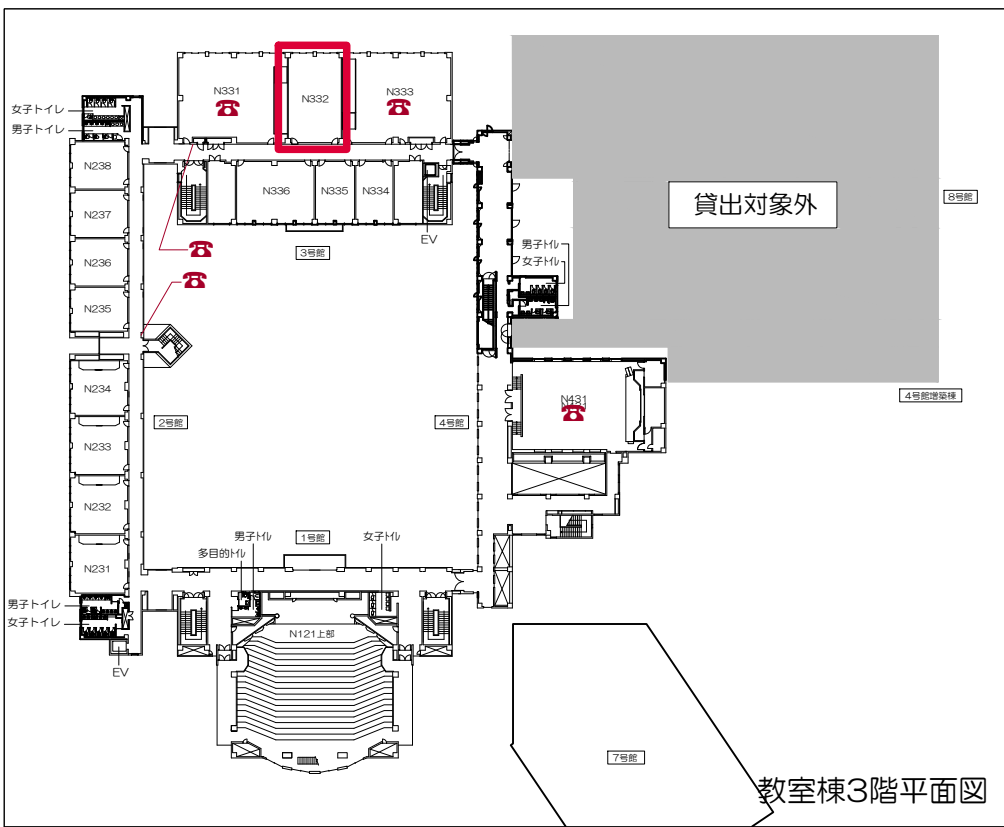 N331
N332
N333
女子トイレ
男子トイレ
N238
N237
N236
N235
N336
N335
N334
EV
3号館
貸出対象外
8号館
男子トイレ
女子トイレ
N234
N233
N232
N231
2号館
4号館
N431
4号館増築棟
1号館
男子トイレ
多目的トイレ
女子トイレ
男子トイレ
女子トイレ
EV
N121上部
7号館
教室棟3階平面図